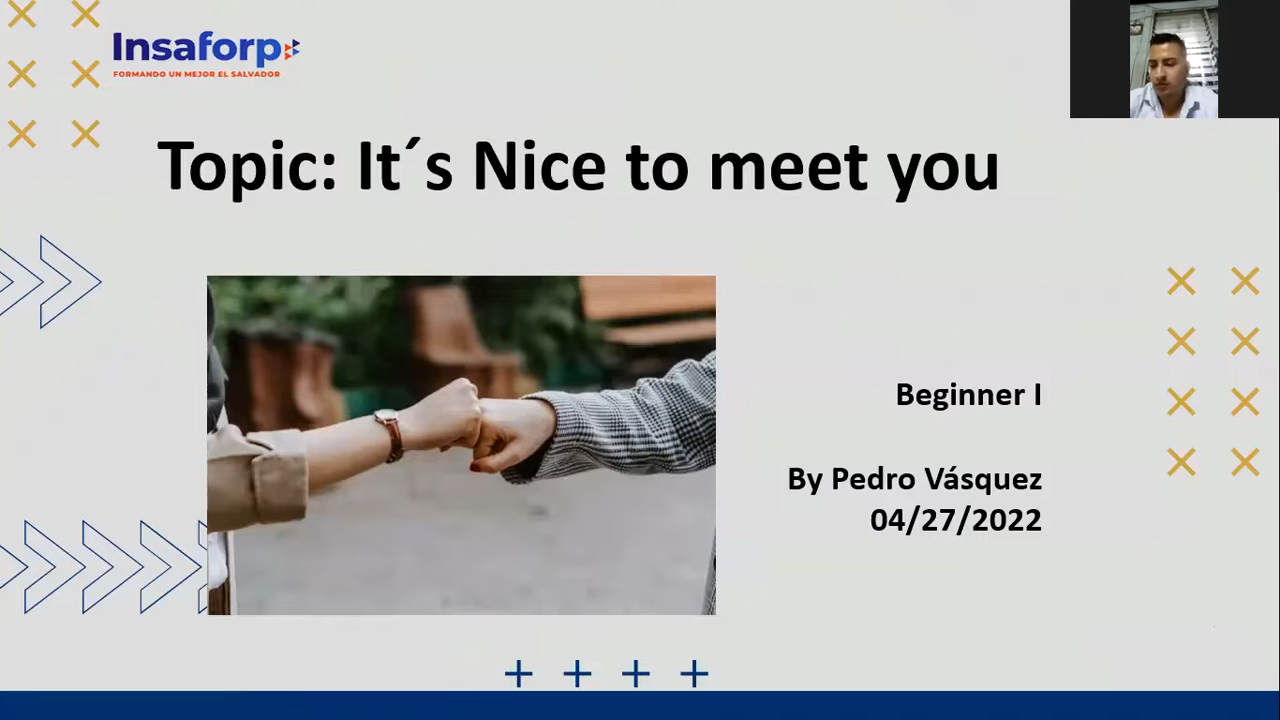 Insaforp
FORMANDO UN MEJOR EL SALVADOR
Topic: It´s Nice to meet you
Beginner I
By Pedro Vásquez
04/27/2022